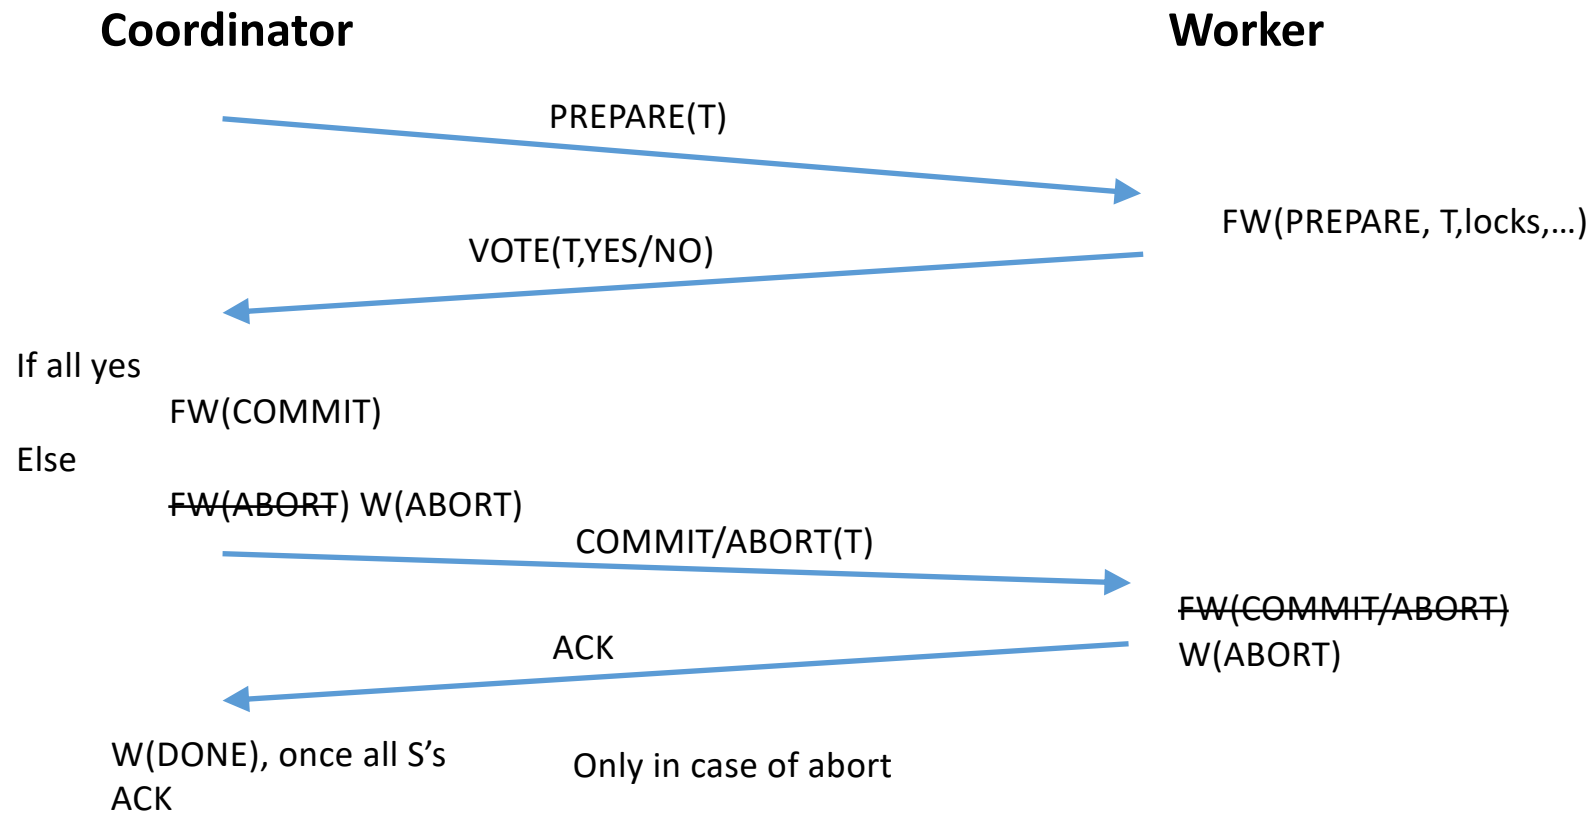 Coordinator
Worker
PREPARE(T)
FW(PREPARE, T,locks,...)
VOTE(T,YES/NO)
If all yes
FW(COMMIT)
Else
FW(ABORT) W(ABORT)
COMMIT/ABORT(T)
FW(COMMIT/ABORT)
W(ABORT)
ACK
W(DONE), once all S’s
ACK
Only in case of abort